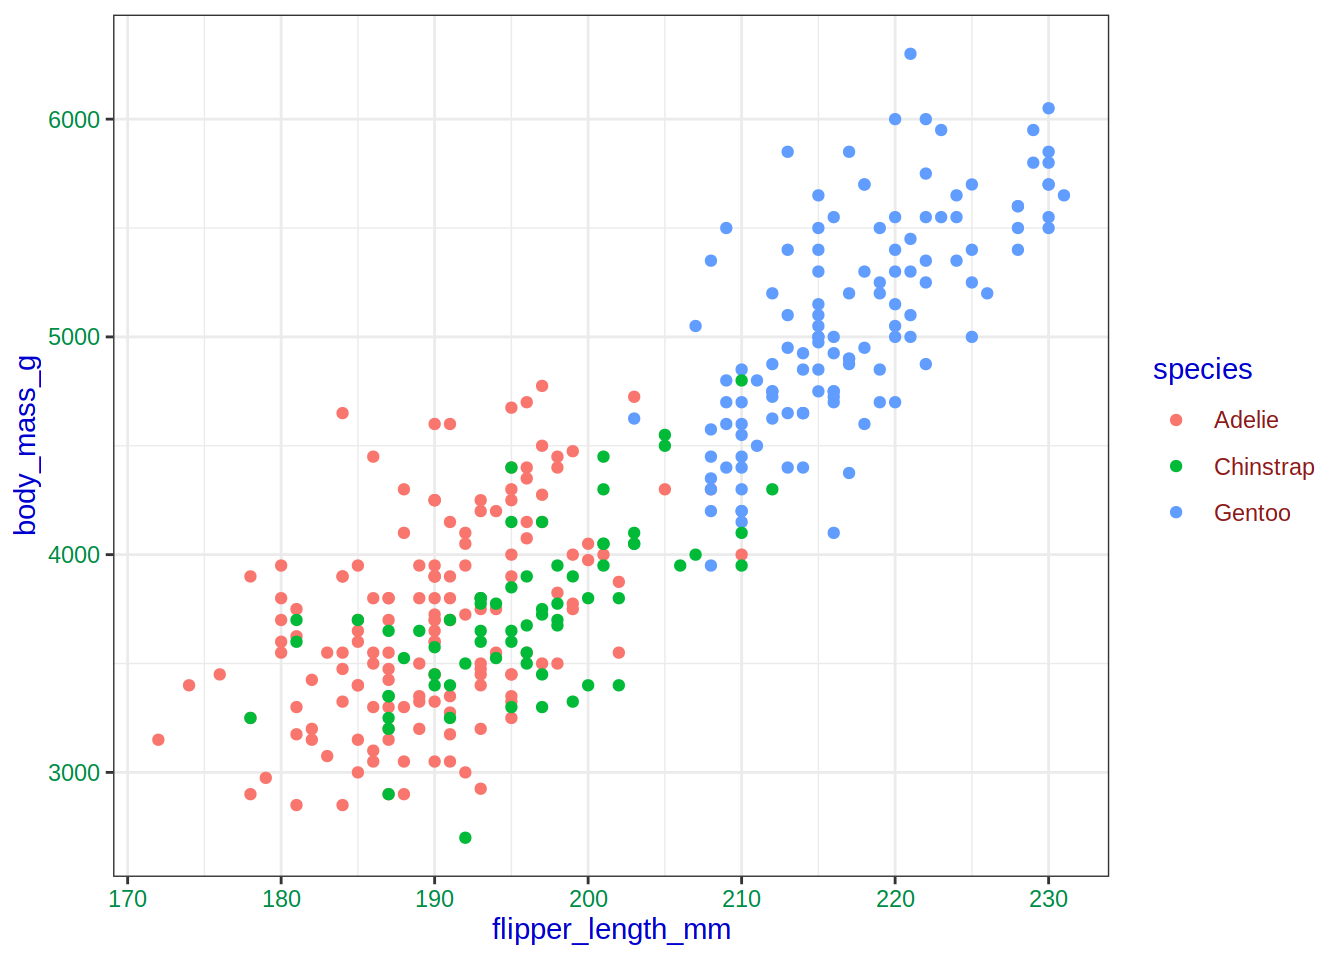 6000
5000
4000
3000
body_mass_g
170 180 190 200 210 220 230
flipper_length_mm
species
Adelie
Chinstrap
Gentoo